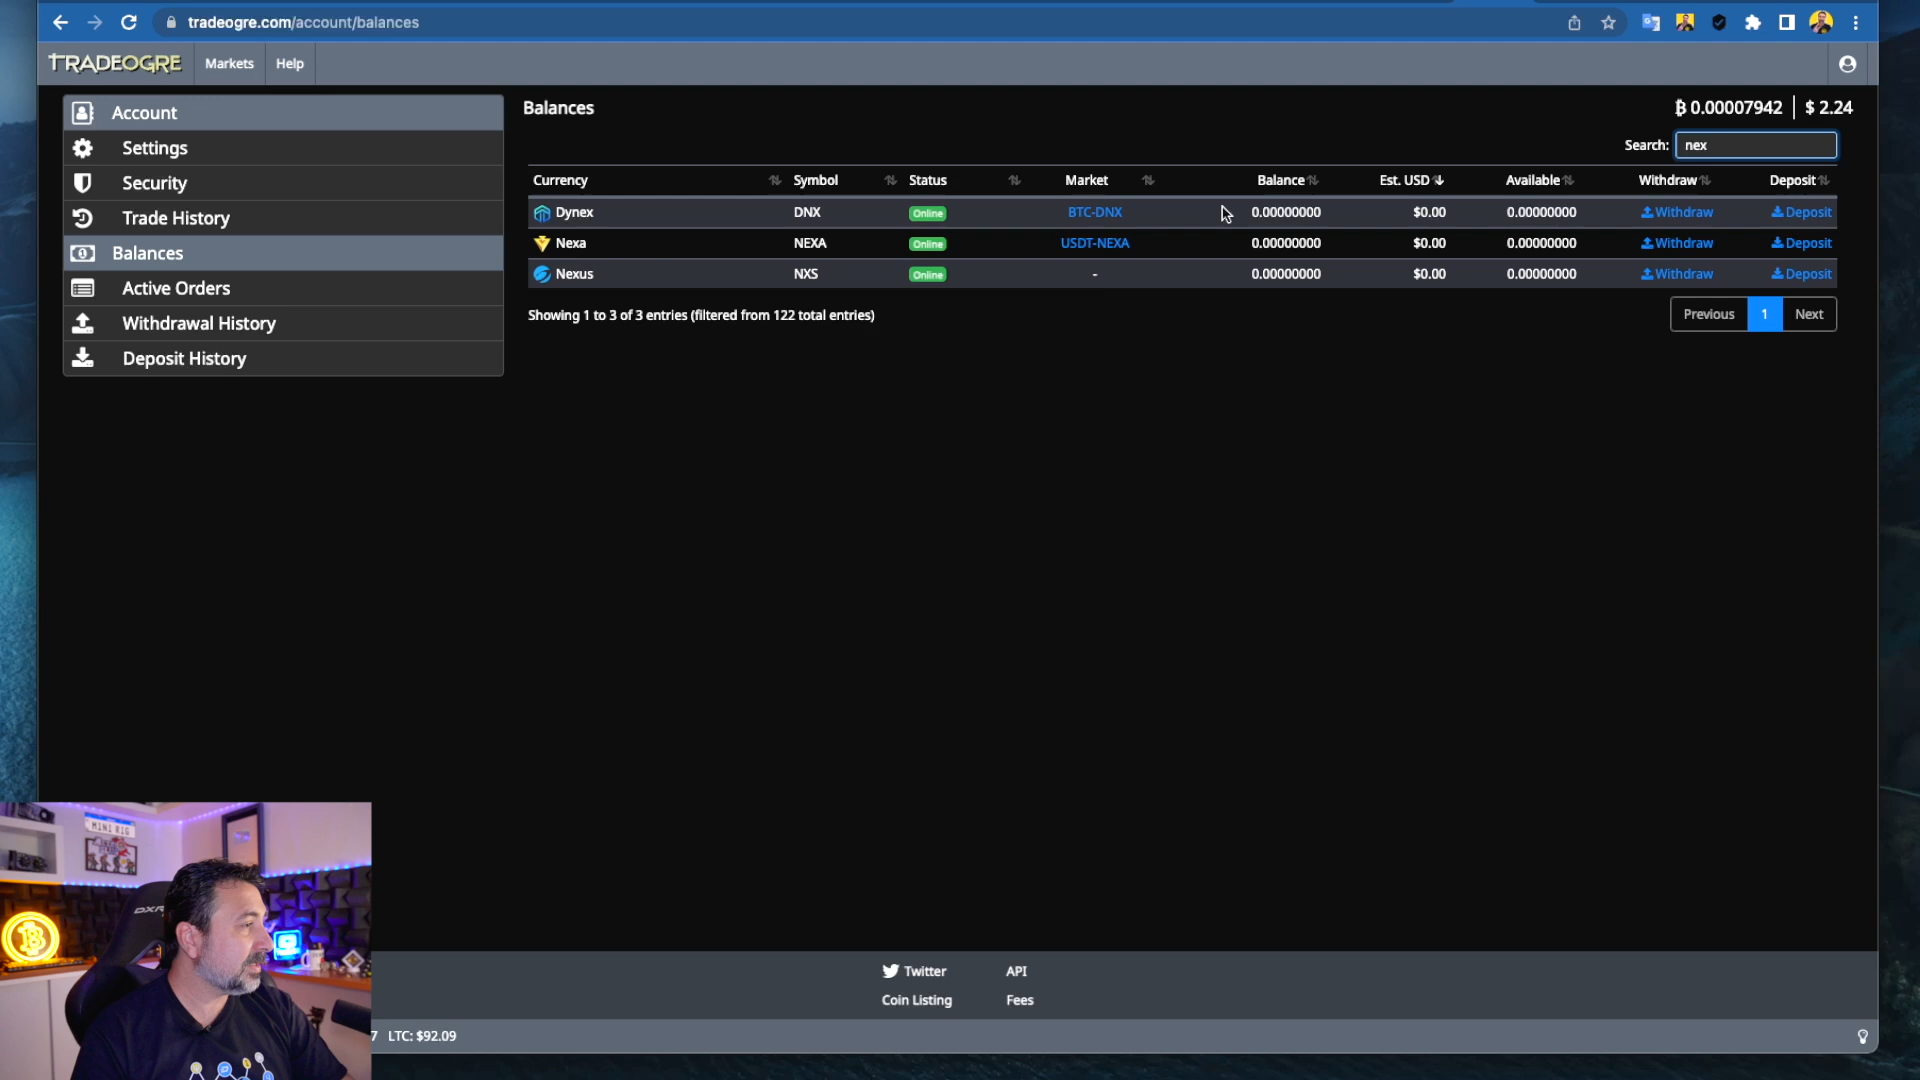 tradeogre.com/account/balances
TRADEOGRE Markets Help
Account
Settings
Security
Trade History
Balances
Active Orders
Withdrawal History
Deposit History
Balances
₿ 0.00007942 | $ 2.24
Search: nex
Currency Symbol Status Market Balance Est. USD Available Withdraw Deposit
Dynex DNX Online BTC-DNX 0.00000000 $0.00 0.00000000 Withdraw Deposit
Nexa NEXA Online USDT-NEXA 0.00000000 $0.00 0.00000000 Withdraw Deposit
Nexus NXS Online - 0.00000000 $0.00 0.00000000 Withdraw Deposit
Showing 1 to 3 of 3 entries (filtered from 122 total entries)
Previous 1 Next
MINI RIG
Twitter API
Coin Listing Fees
7 LTC: $92.09